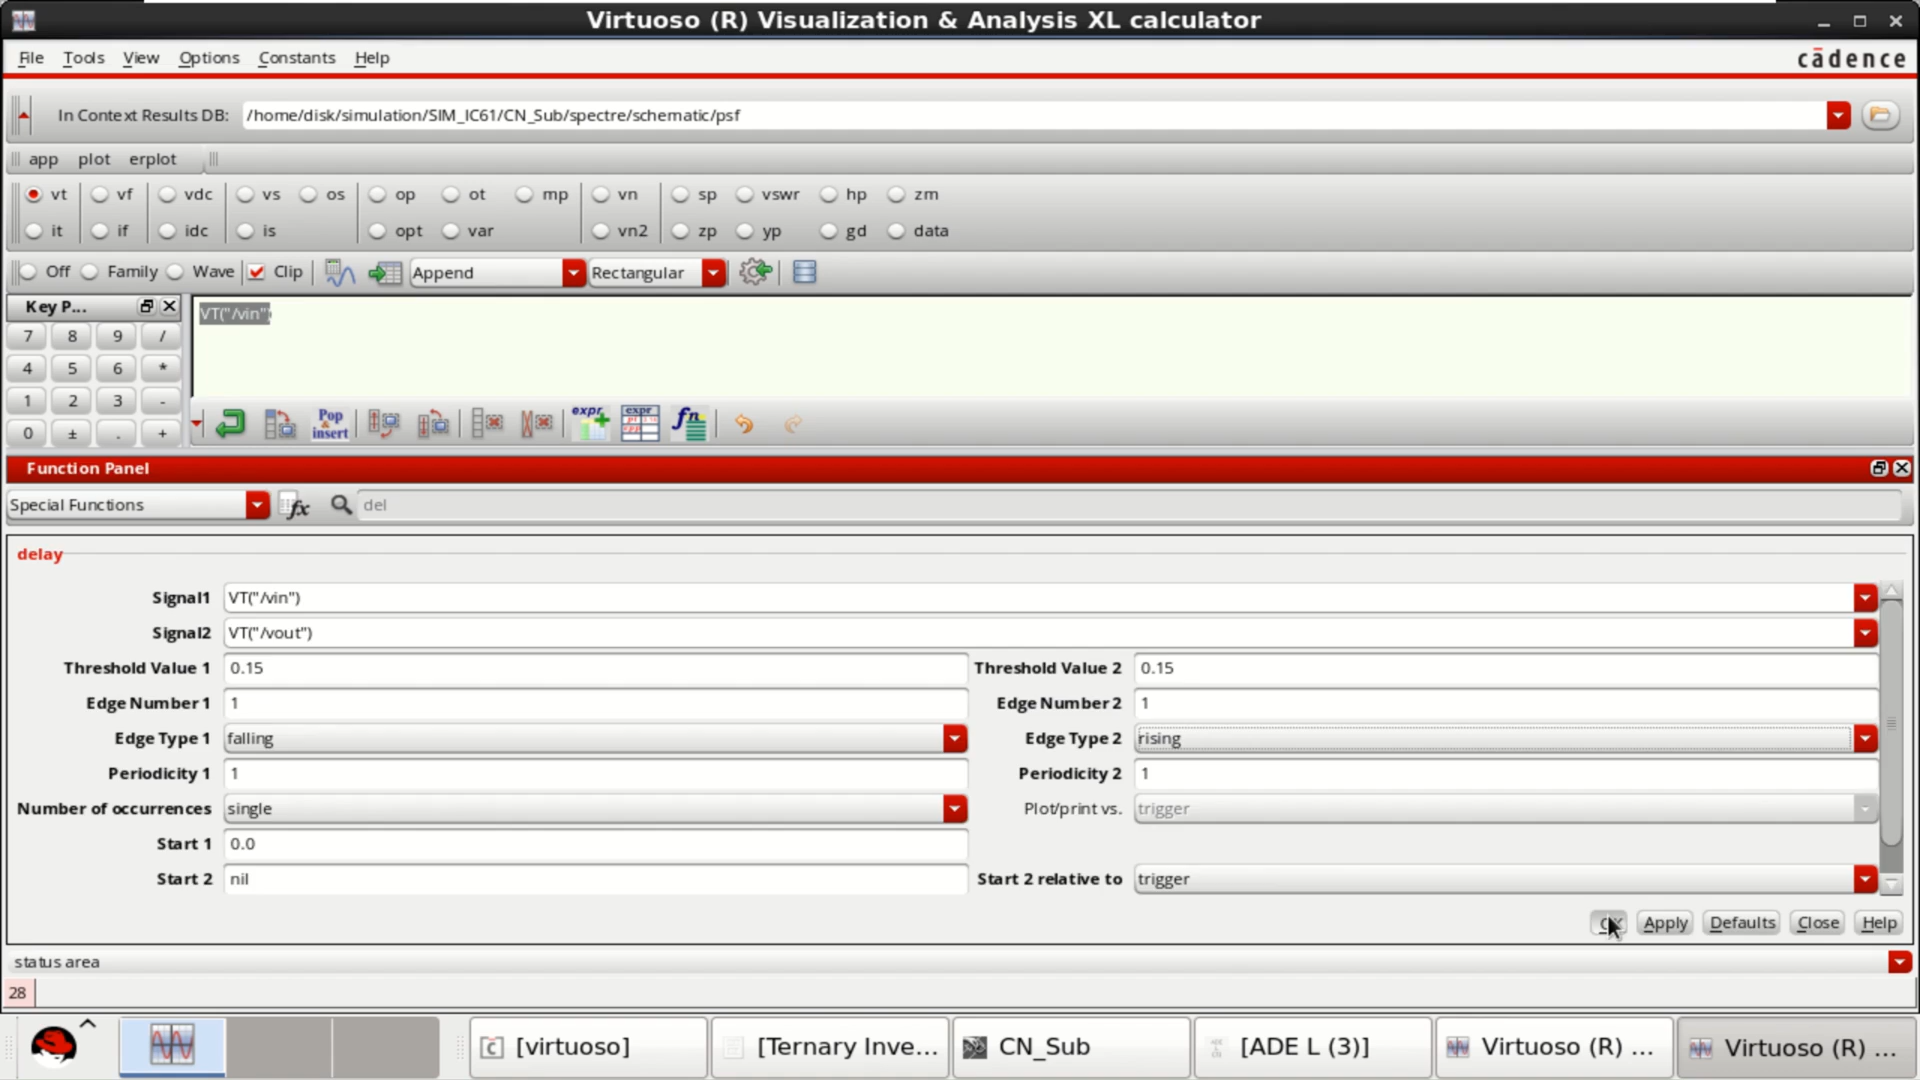 Virtuoso (R) Visualization & Analysis XL calculator
File Tools View Options Constants Help cādence
In Context Results DB: /home/disk/simulation/SIM_IC61/CN_Sub/spectre/schematic/psf
app plot erplot
vt vf vdc vs os op ot mp vn sp vswr hp zm
it if idc is opt var vn2 zp yp gd data
Off Family Wave Clip Append Rectangular
Key P...
VT("/vin")
7 8 9 /
4 5 6 *
1 2 3 -
0 ± . +
Pop insert expr expr fn
Function Panel
Special Functions fx del
delay
Signal1 VT("/vin")
Signal2 VT("/vout")
Threshold Value 1 0.15 Threshold Value 2 0.15
Edge Number 1 1 Edge Number 2 1
Edge Type 1 falling Edge Type 2 rising
Periodicity 1 1 Periodicity 2 1
Number of occurrences single Plot/print vs. trigger
Start 1 0.0
Start 2 nil Start 2 relative to trigger
Apply Defaults Close Help
status area
28
[virtuoso] [Ternary Inve... CN_Sub [ADE L (3)] Virtuoso (R) ... Virtuoso (R) ...